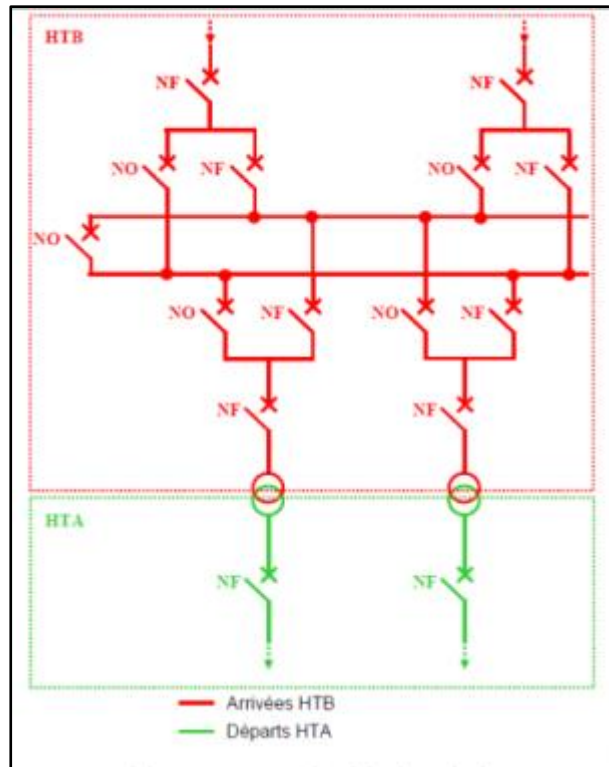 HTB
NF NF
NO NF NO NF
NO
NO NF NO NF
NF NF
HTA
NF NF
Arrivées HTB
Départs HTA